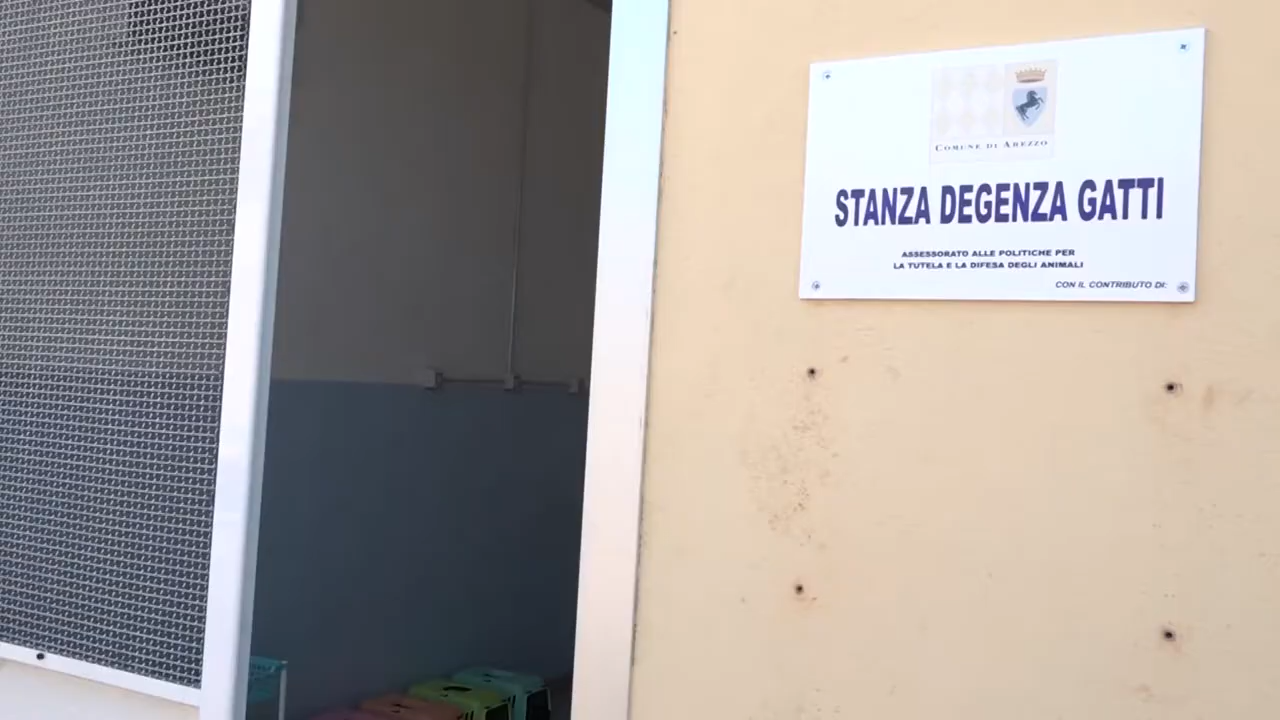 COMUNE DI AREZZO
STANZA DEGENZA GATTI
ASSESSORATO ALLE POLITICHE PER
LA TUTELA E LA DIFESA DEGLI ANIMALI
CON IL CONTRIBUTO DI: